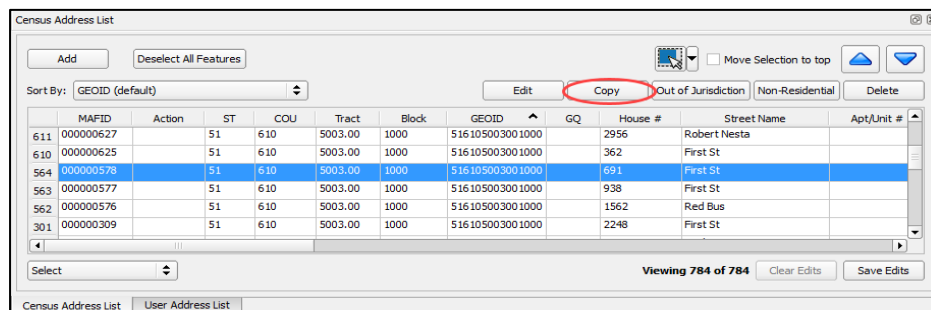 Census Address List
Add Deselect All Features Move Selection to top
Sort By: GEOID (default) Edit Copy Out of Jurisdiction Non-Residential Delete
MAFID Action ST COU Tract Block GEOID GQ House # Street Name Apt/Unit #
611 000000627 51 610 5003.00 1000 516105003001000 2956 Robert Nesta
610 000000625 51 610 5003.00 1000 516105003001000 362 First St
564 000000578 51 610 5003.00 1000 516105003001000 691 First St
563 000000577 51 610 5003.00 1000 516105003001000 938 First St
562 000000576 51 610 5003.00 1000 516105003001000 1562 Red Bus
301 000000309 51 610 5003.00 1000 516105003001000 2248 First St
Select Viewing 784 of 784 Clear Edits Save Edits
Census Address List User Address List